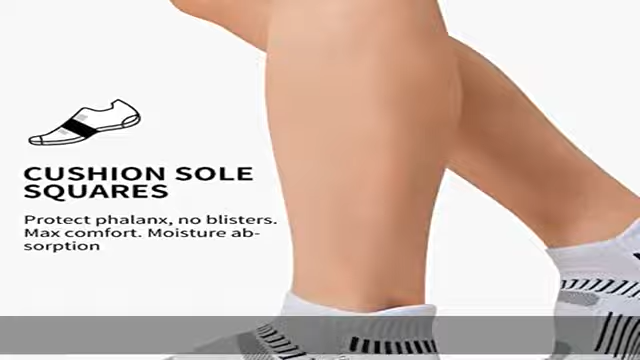 CUSHION SOLE
SQUARES
Protect phalanx, no blisters.
Max comfort. Moisture ab-
sorption